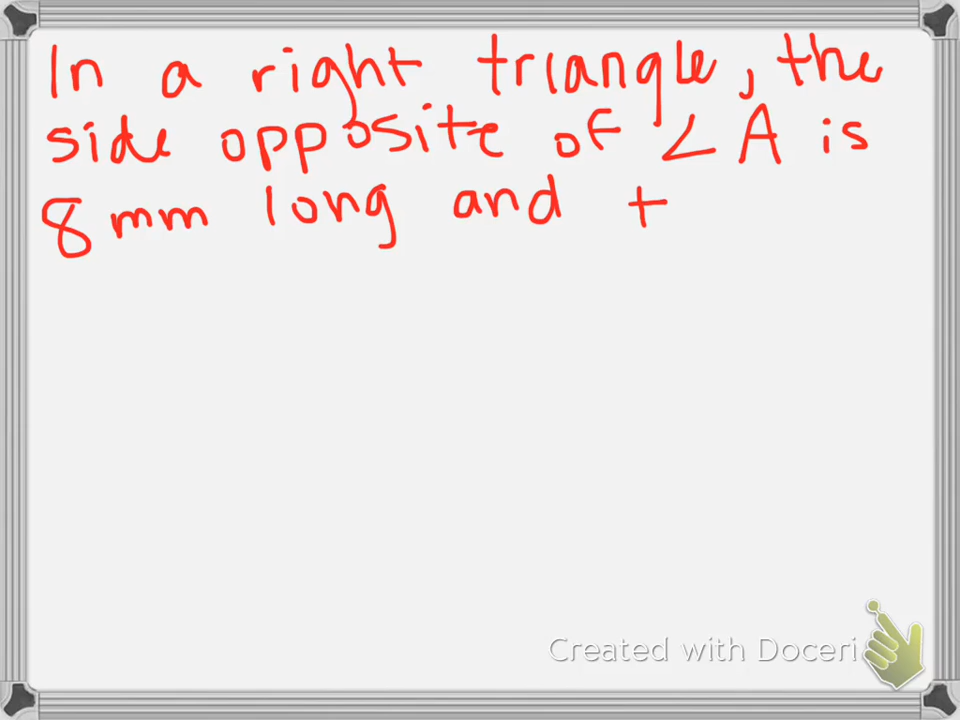 In a right triangle, the
side opposite of ∠A is
8mm long and t
Created with Doceri